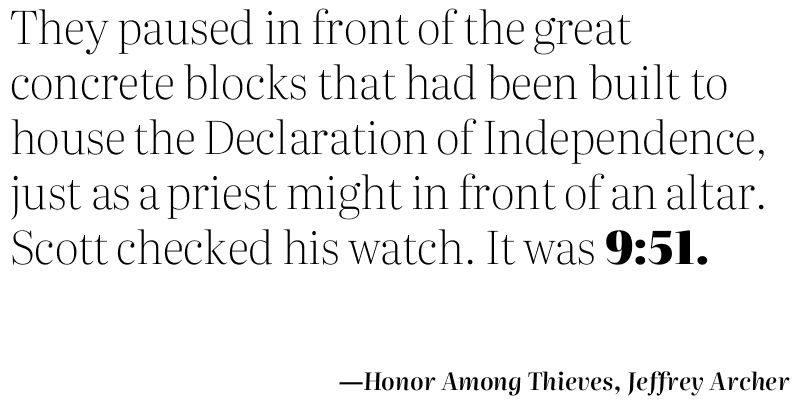 They paused in front of the great
concrete blocks that had been built to
house the Declaration of Independence,
just as a priest might in front of an altar.
Scott checked his watch. It was 9:51.
—Honor Among Thieves, Jeffrey Archer